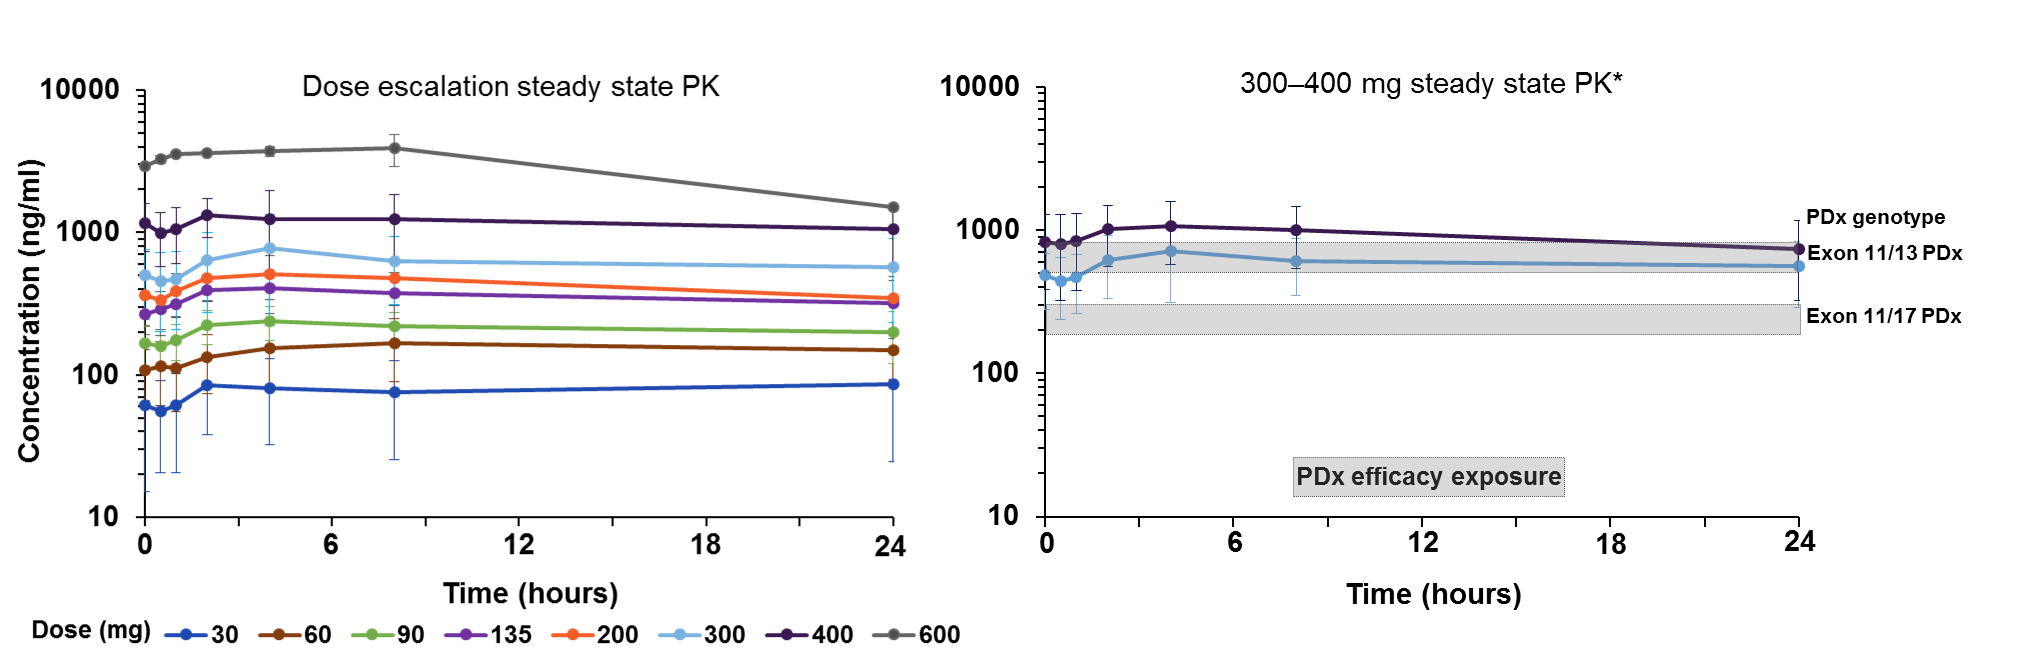 Dose escalation steady state PK
10000
1000
100
10
Concentration (ng/ml)
0 6 12 18 24
Time (hours)
Dose (mg) 30 60 90 135 200 300 400 600
300–400 mg steady state PK*
10000
1000
100
10
PDx genotype
Exon 11/13 PDx
Exon 11/17 PDx
PDx efficacy exposure
0 6 12 18 24
Time (hours)